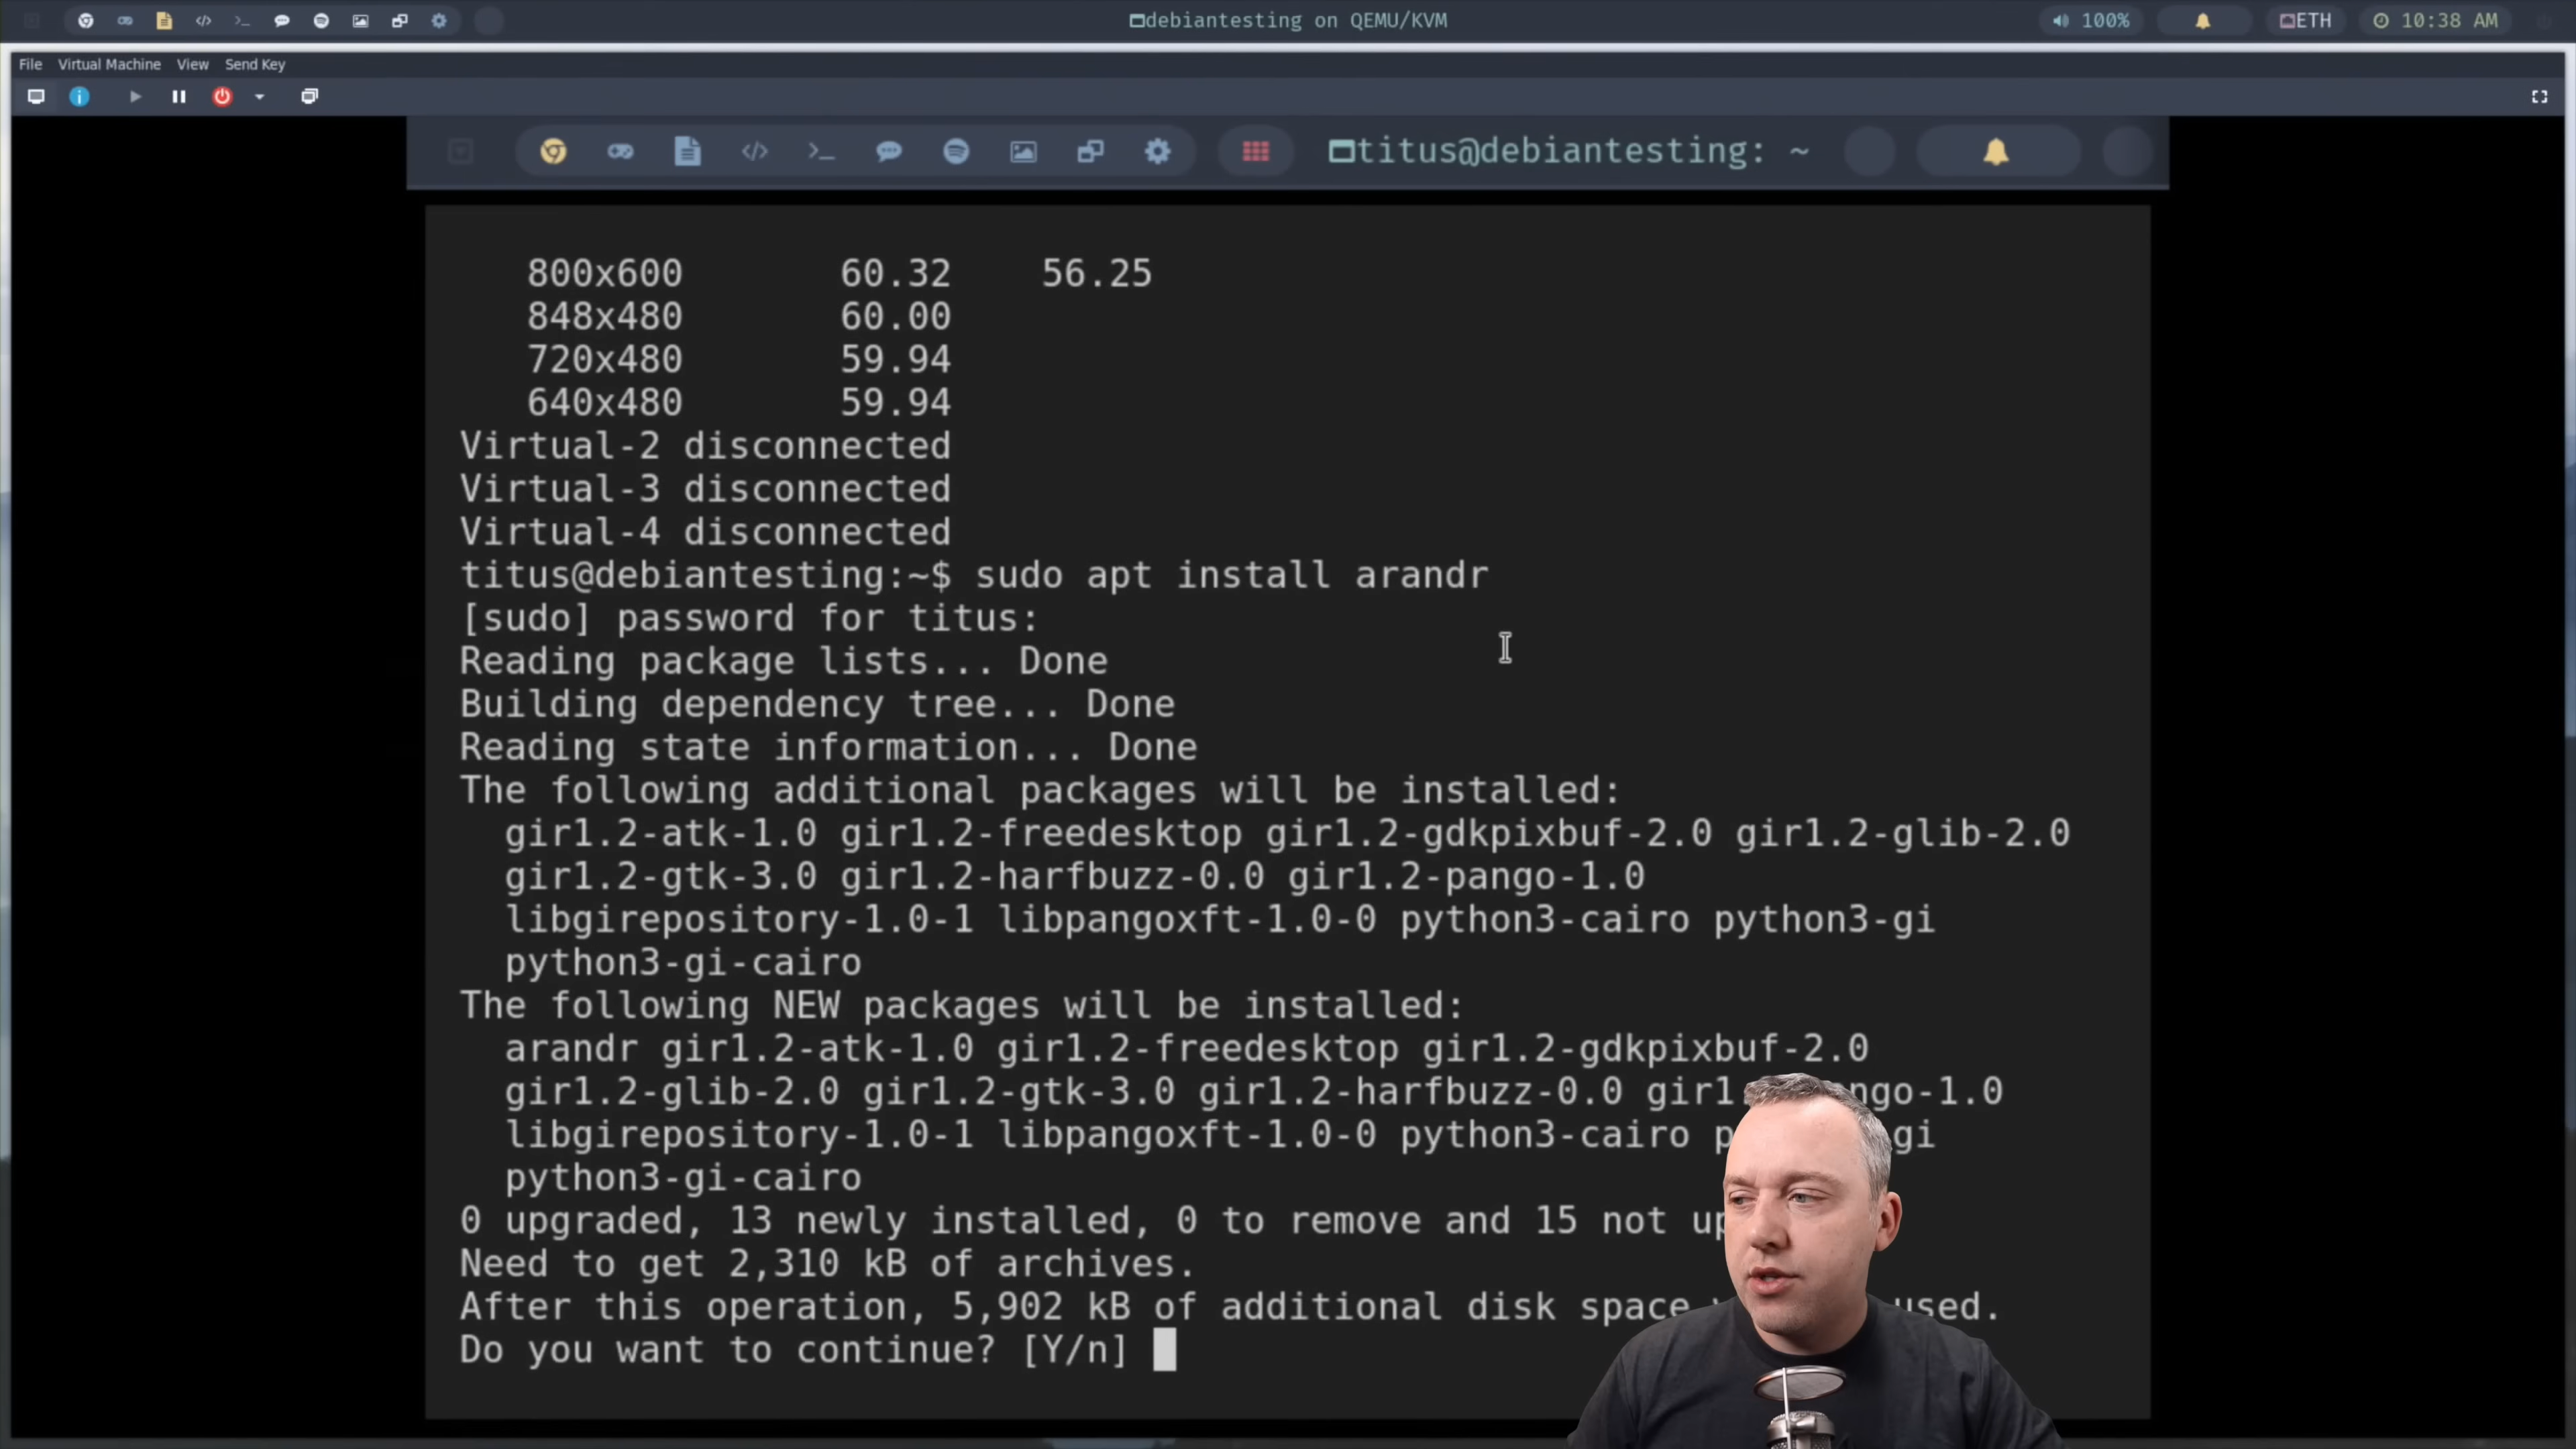 debiantesting on QEMU/KVM
100%
ETH
10:38 AM
File Virtual Machine View Send Key
titus@debiantesting: ~
800x600 60.32 56.25
848x480 60.00
720x480 59.94
640x480 59.94
Virtual-2 disconnected
Virtual-3 disconnected
Virtual-4 disconnected
titus@debiantesting:~$ sudo apt install arandr
[sudo] password for titus:
Reading package lists... Done
Building dependency tree... Done
Reading state information... Done
The following additional packages will be installed:
gir1.2-atk-1.0 gir1.2-freedesktop gir1.2-gdkpixbuf-2.0 gir1.2-glib-2.0
gir1.2-gtk-3.0 gir1.2-harfbuzz-0.0 gir1.2-pango-1.0
libgirepository-1.0-1 libpangoxft-1.0-0 python3-cairo python3-gi
python3-gi-cairo
The following NEW packages will be installed:
arandr gir1.2-atk-1.0 gir1.2-freedesktop gir1.2-gdkpixbuf-2.0
gir1.2-glib-2.0 gir1.2-gtk-3.0 gir1.2-harfbuzz-0.0
libgirepository-1.0-1 libpangoxft-1.0-0 python3-cairo
python3-gi-cairo
0 upgraded, 13 newly installed, 0 to remove and 15 not
Need to get 2,310 kB of archives.
After this operation, 5,902 kB of additional disk space used.
Do you want to continue? [Y/n]